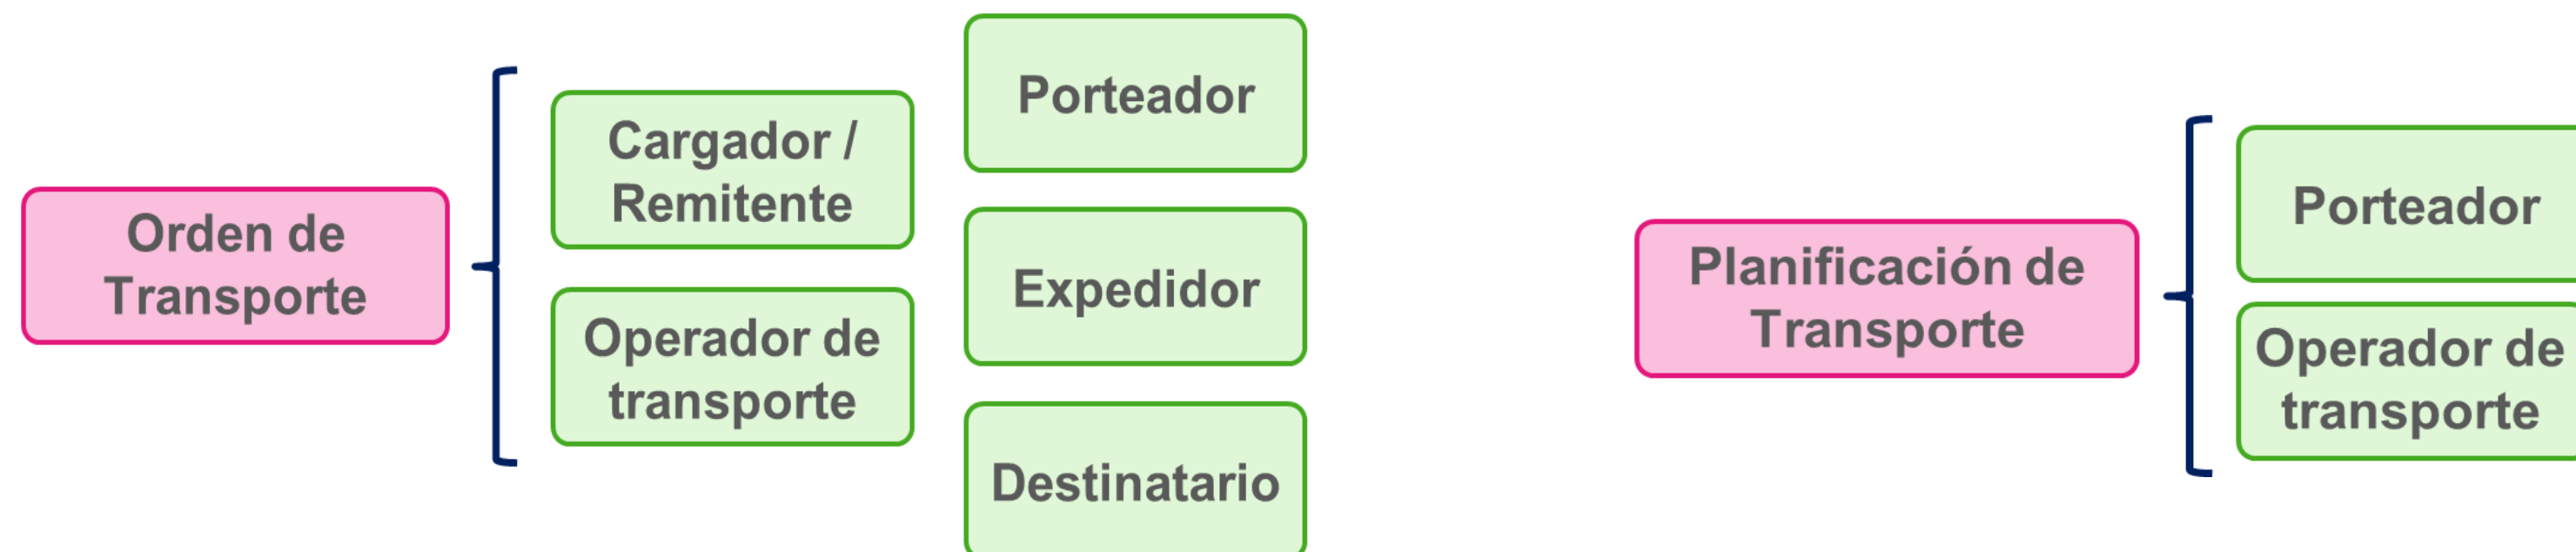 Orden de
Transporte
Cargador /
Remitente
Operador de
transporte
Porteador
Expedidor
Destinatario
Planificación de
Transporte
Porteador
Operador de
transporte